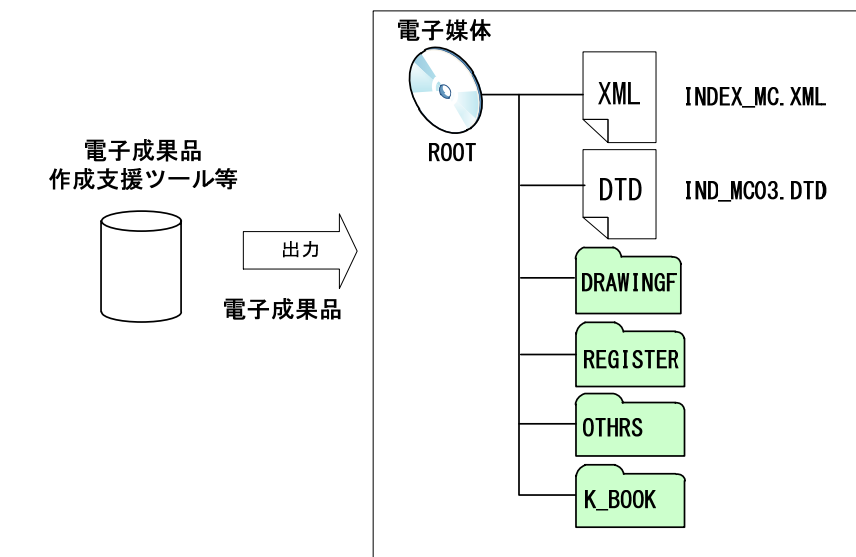 電子媒体
ROOT
XML
INDEX_MC.XML
DTD
IND_MC03.DTD
電子成果品
作成支援ツール等
出力
電子成果品
DRAWINGF
REGISTER
OTHRS
K_BOOK